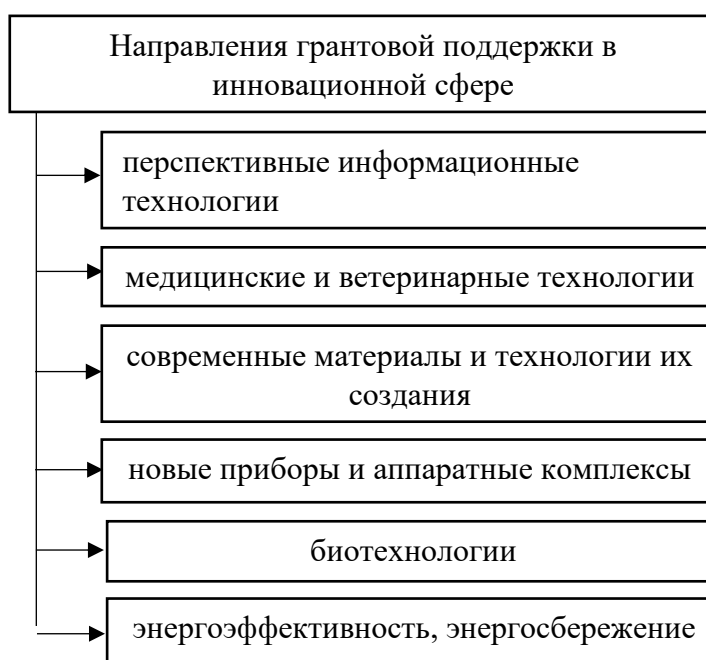 Направления грантовой поддержки в
инновационной сфере
перспективные информационные
технологии
медицинские и ветеринарные технологии
современные материалы и технологии их
создания
новые приборы и аппаратные комплексы
биотехнологии
энергоэффективность, энергосбережение